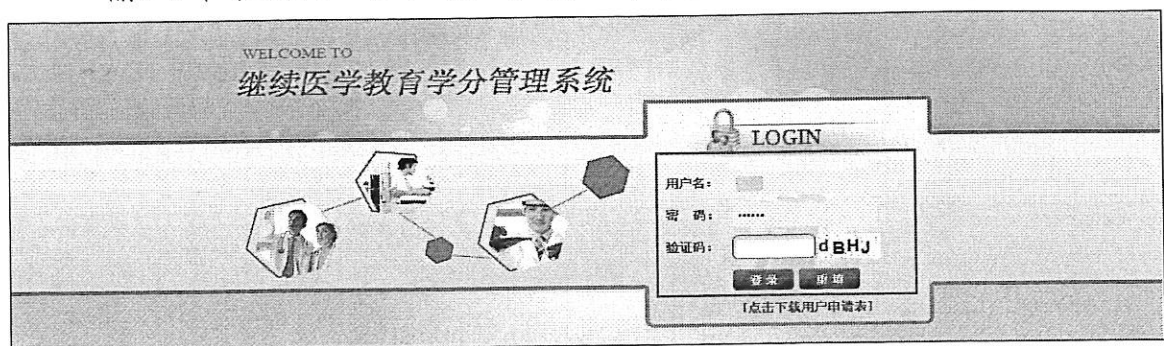 WELCOME TO
继续医学教育学分管理系统
LOGIN
用户名：
密 码： ······
验证码： dBHJ
登录 重填
[点击下载用户申请表]